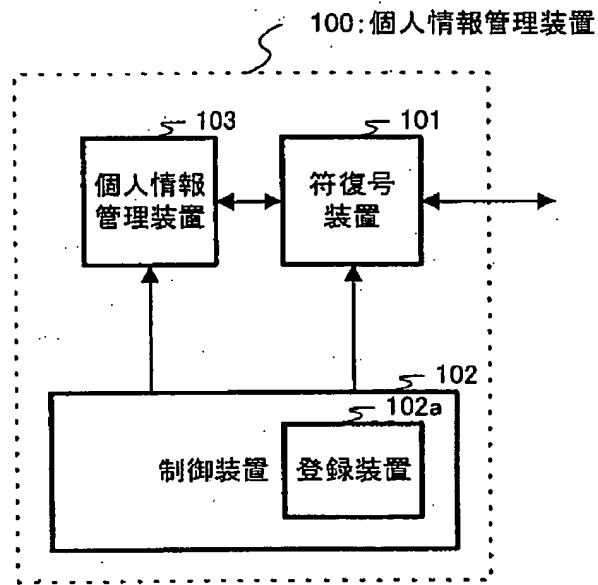 100:個人情報管理装置
103
101
個人情報
管理装置
符復号
装置
102
102a
制御装置
登録装置